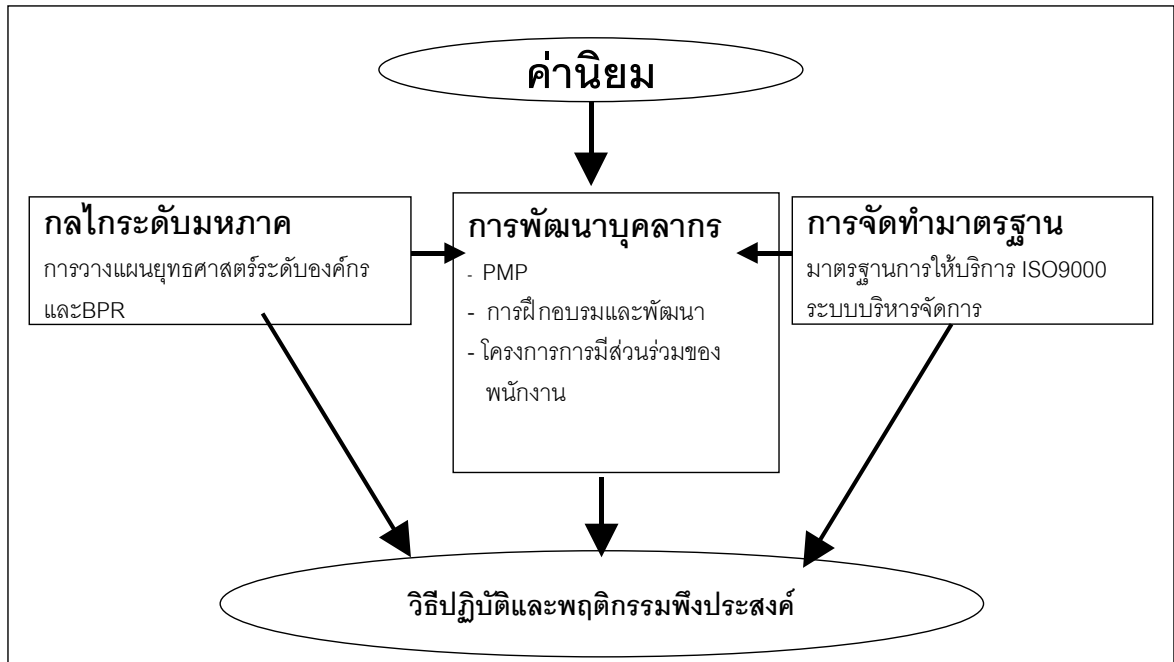 ค่านิยม
กลไกระดับมหภาค
การวางแผนยุทธศาสตร์ระดับองค์กร
และBPR
การพัฒนาบุคลากร
- PMP
- การฝึกอบรมและพัฒนา
- โครงการการมีส่วนร่วมของ
พนักงาน
การจัดทำมาตรฐาน
มาตรฐานการให้บริการ ISO9000
ระบบบริหารจัดการ
วิธีปฏิบัติและพฤติกรรมพึงประสงค์